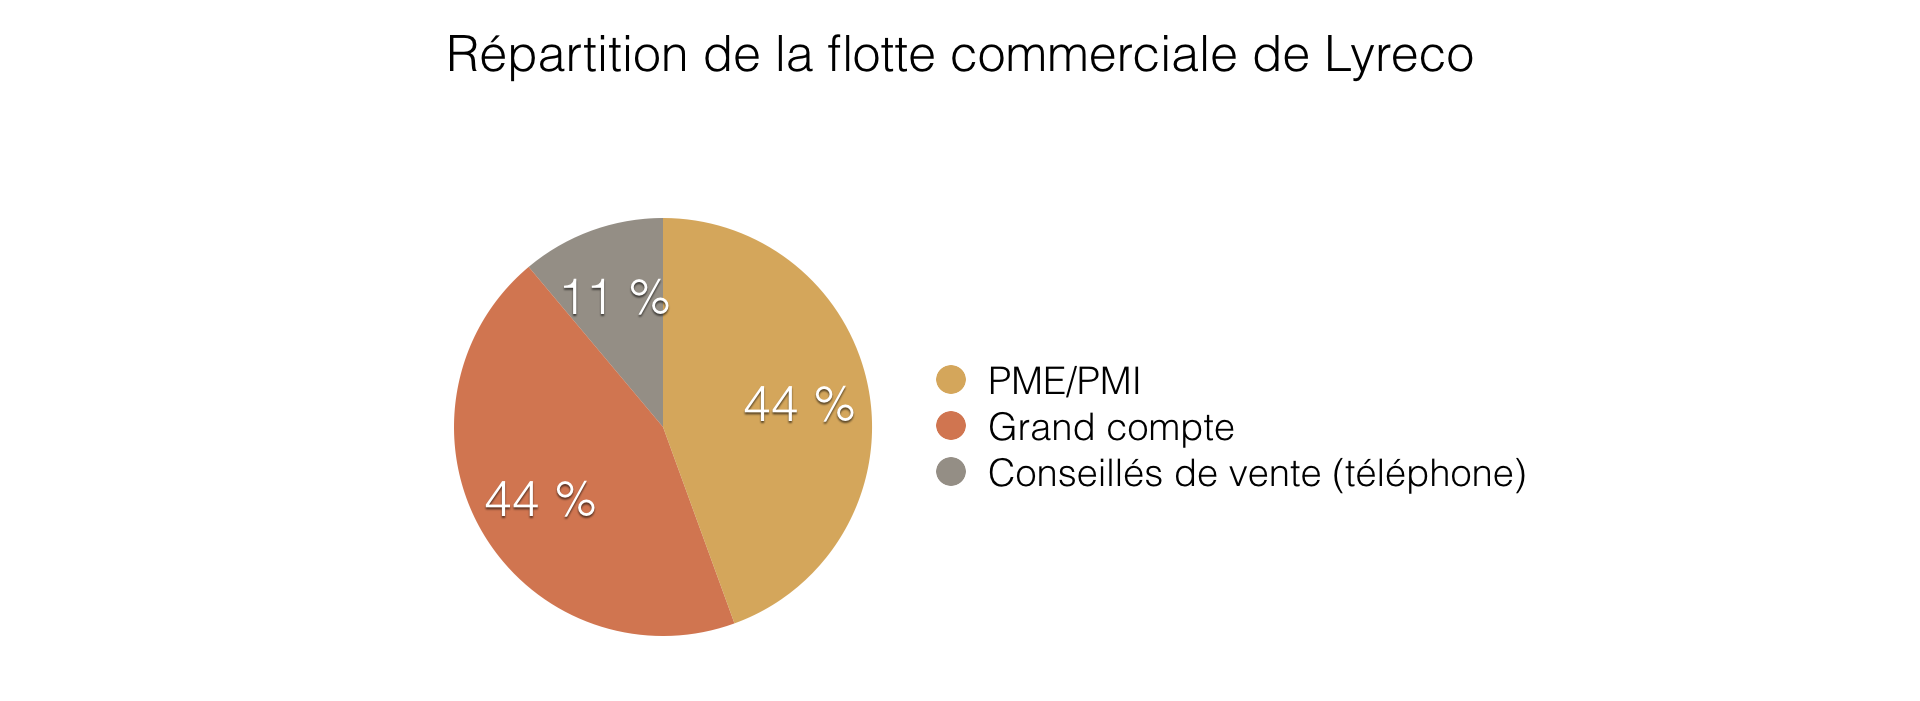 Répartition de la flotte commerciale de Lyreco
11 %
44 %
44 %
PME/PMI
Grand compte
Conseillés de vente (téléphone)